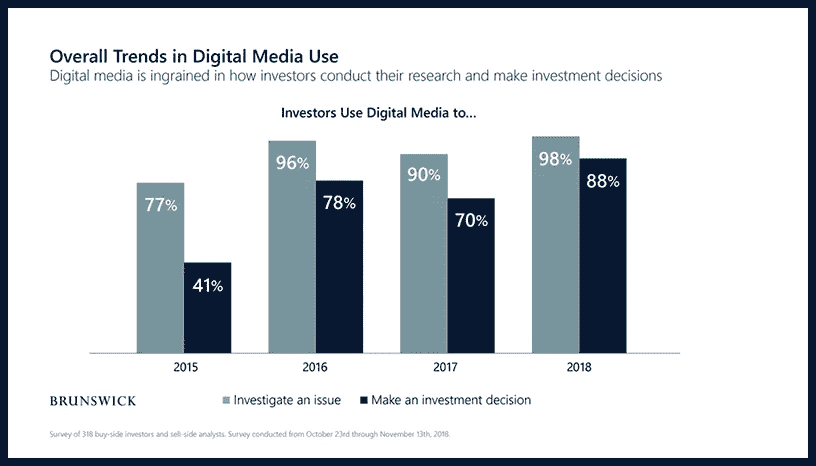 Overall Trends in Digital Media Use
Digital media is ingrained in how investors conduct their research and make investment decisions
Investors Use Digital Media to...
77%
41%
96%
78%
90%
70%
98%
88%
2015
2016
2017
2018
BRUNSWICK
Investigate an issue
Make an investment decision
Survey of 318 buy-side investors and sell-side analysts. Survey conducted from October 23rd through November 13th, 2018.